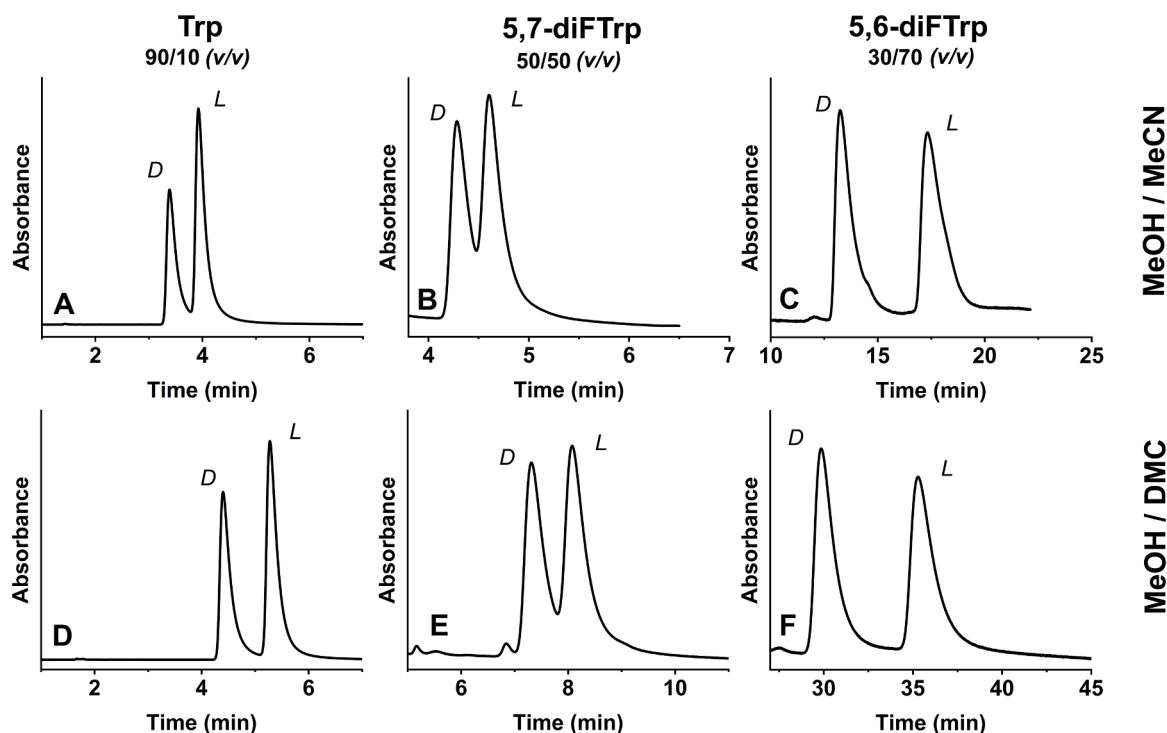 Trp
90/10 (v/v)
5,7-diFTrp
50/50 (v/v)
5,6-diFTrp
30/70 (v/v)
MeOH / MeCN
Absorbance
D
L
A
2 4 6
Time (min)
Absorbance
D
L
B
4 5 6 7
Time (min)
Absorbance
D
L
C
10 15 20 25
Time (min)
MeOH / DMC
Absorbance
D
L
D
2 4 6
Time (min)
Absorbance
D
L
E
6 8 10
Time (min)
Absorbance
D
L
F
30 35 40 45
Time (min)